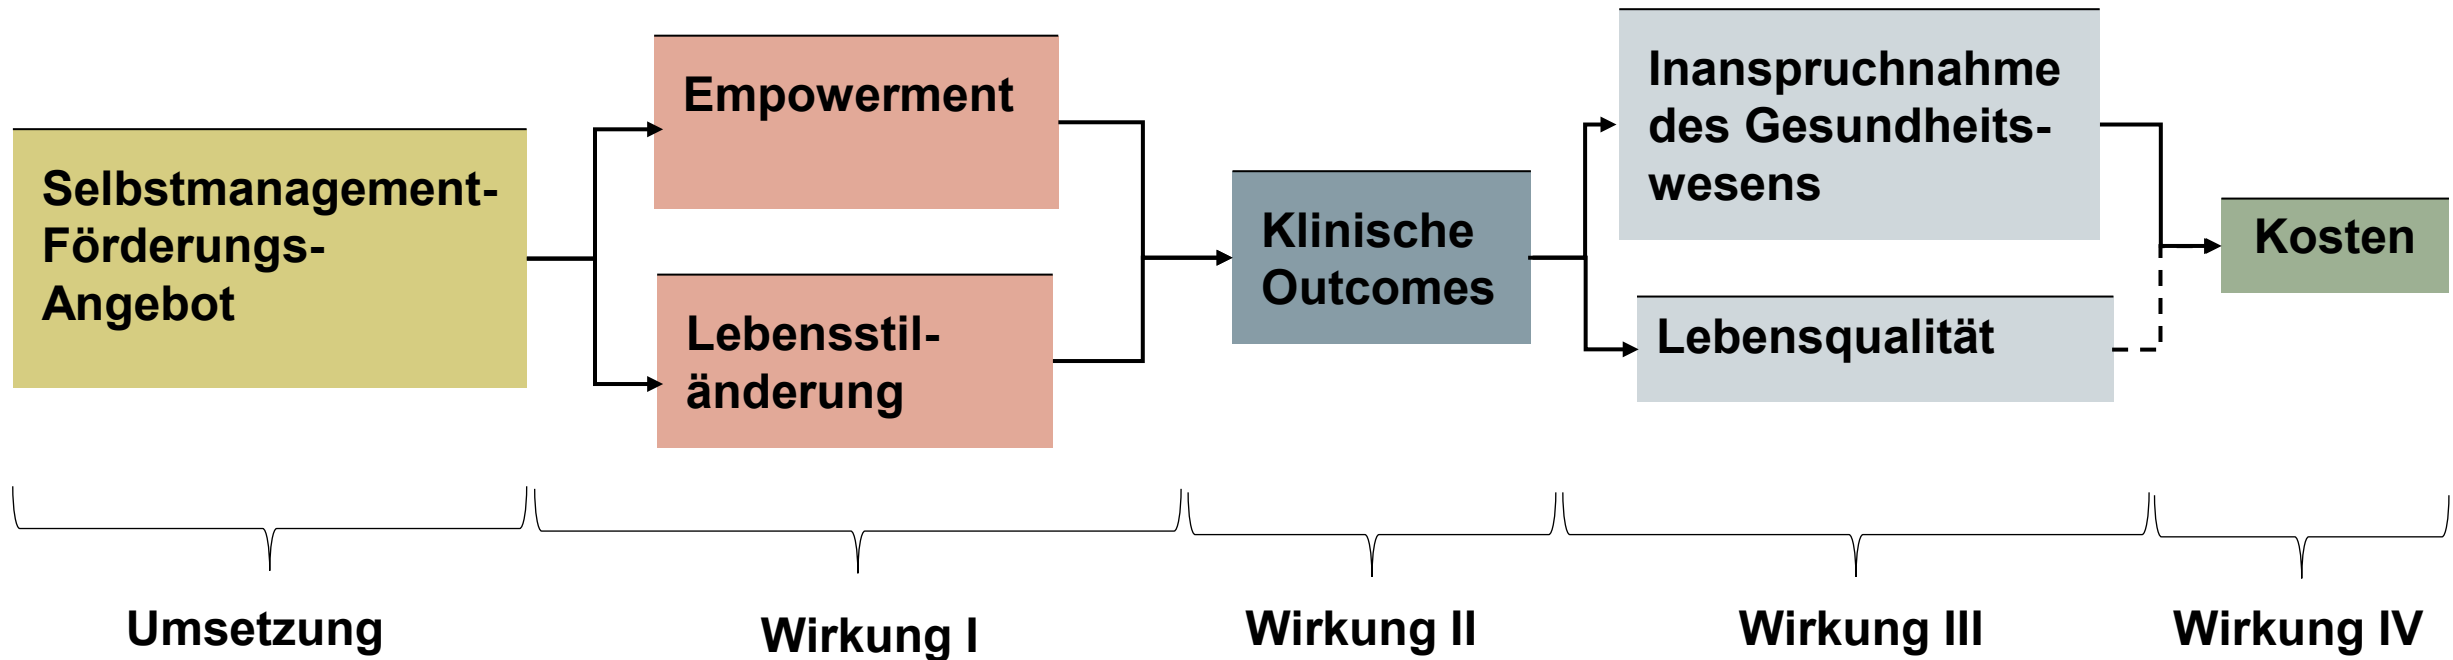 Selbstmanagement-
Förderungs-
Angebot
Empowerment
Lebensstil-
änderung
Klinische
Outcomes
Inanspruchnahme
des Gesundheits-
wesens
Lebensqualität
Kosten
Umsetzung
Wirkung I
Wirkung II
Wirkung III
Wirkung IV